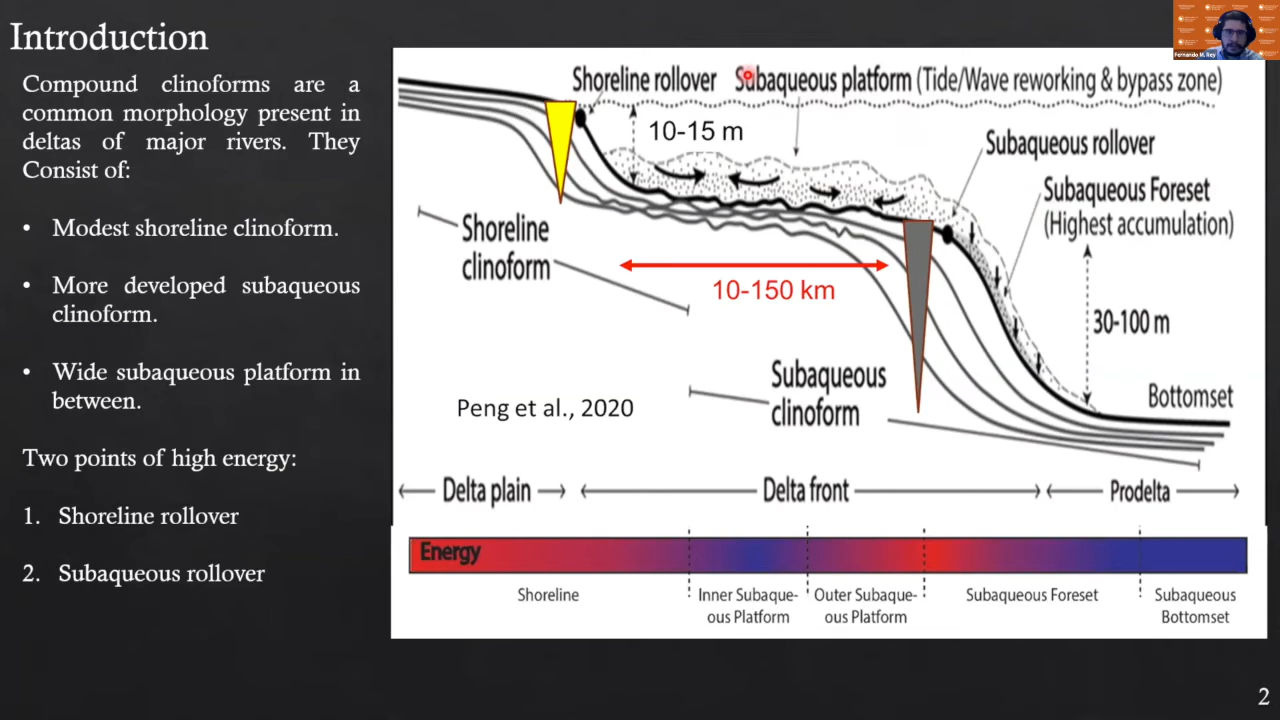 Introduction
Compound clinoforms are a
common morphology present in
deltas of major rivers. They
Consist of:
• Modest shoreline clinoform.
• More developed subaqueous
clinoform.
• Wide subaqueous platform in
between.
Two points of high energy:
1. Shoreline rollover
2. Subaqueous rollover
Shoreline rollover
Subaqueous platform (Tide/Wave reworking & bypass zone)
10-15 m
Subaqueous rollover
Subaqueous Foreset
(Highest accumulation)
Shoreline
clinoform
10-150 km
30-100 m
Subaqueous
clinoform
Peng et al., 2020
Bottomset
Delta plain
Delta front
Prodelta
Energy
Shoreline
Inner Subaque-
ous Platform
Outer Subaque-
ous Platform
Subaqueous Foreset
Subaqueous
Bottomset
Fernando M. Rey
2